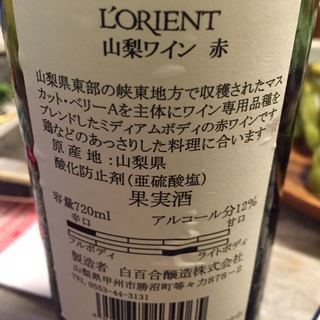 L'ORIENT
山梨ワイン 赤
山梨県東部の峡東地方で収穫されたマス
カット・ベリーAを主体にワイン専用品種を
ブレンドしたミディアムボディの赤ワインです
鶏などのあっさりした料理に合います
原産地:山梨県
酸化防止剤(亜硫酸塩)
果実酒
容量720ml アルコール分12%
辛口 甘口
フルボディ ライトボディ
製造者 白百合醸造株式会社
山梨県甲州市勝沼町等々力878-2
TEL. 0553-44-3131